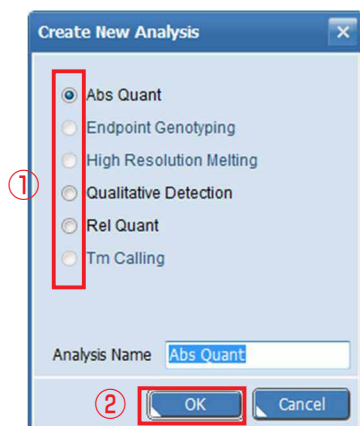 Create New Analysis
Abs Quant
Endpoint Genotyping
High Resolution Melting
① Qualitative Detection
Rel Quant
Tm Calling
Analysis Name Abs Quant
② OK Cancel